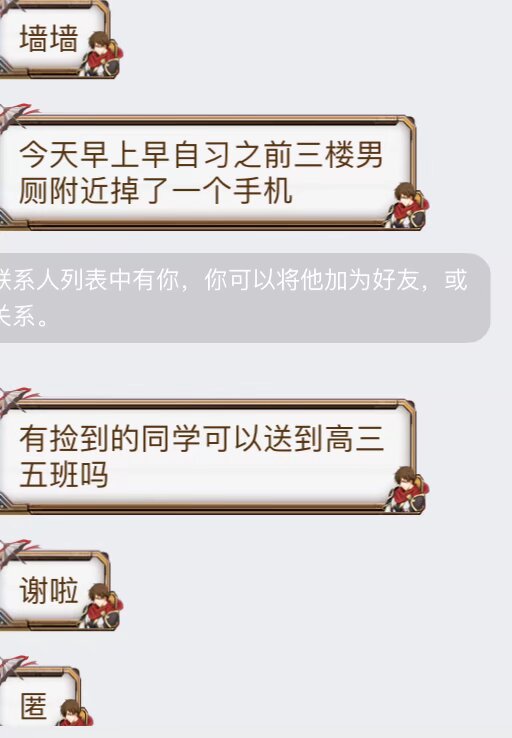 墙墙
今天早上早自习之前三楼男
厕附近掉了一个手机
联系人列表中有你，你可以将他加为好友，或
关系。
有捡到的同学可以送到高三
五班吗
谢啦
匿